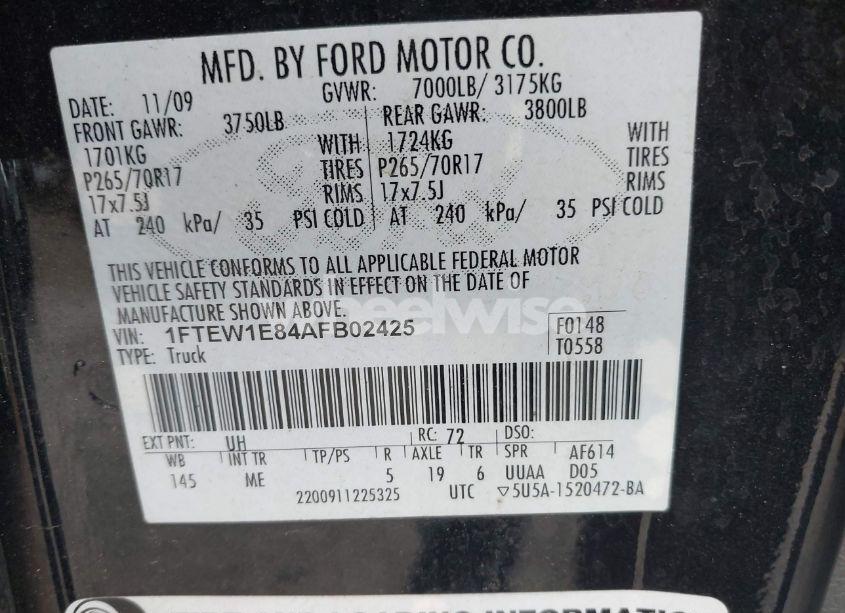 MFD. BY FORD MOTOR CO.
DATE: 11/09 GVWR: 7000LB/ 3175KG
FRONT GAWR: 3750LB REAR GAWR: 3800LB
1701KG WITH 1724KG WITH
P265/70R17 TIRES P265/70R17 TIRES
17x7.5J RIMS 17x7.5J RIMS
AT 240 kPa/ 35 PSI COLD AT 240 kPa/ 35 PSI COLD
THIS VEHICLE CONFORMS TO ALL APPLICABLE FEDERAL MOTOR
VEHICLE SAFETY STANDARDS IN EFFECT ON THE DATE OF
MANUFACTURE SHOWN ABOVE.
VIN: 1FTEW1E84AFB02425 F0148
TYPE: Truck T0558
EXT PNT: UH RC: 72 DSO:
WB INT TR TP/PS R AXLE TR SPR AF614
145 ME 5 19 6 UUAA D05
2200911225325 UTC ▽5U5A-1520472-BA